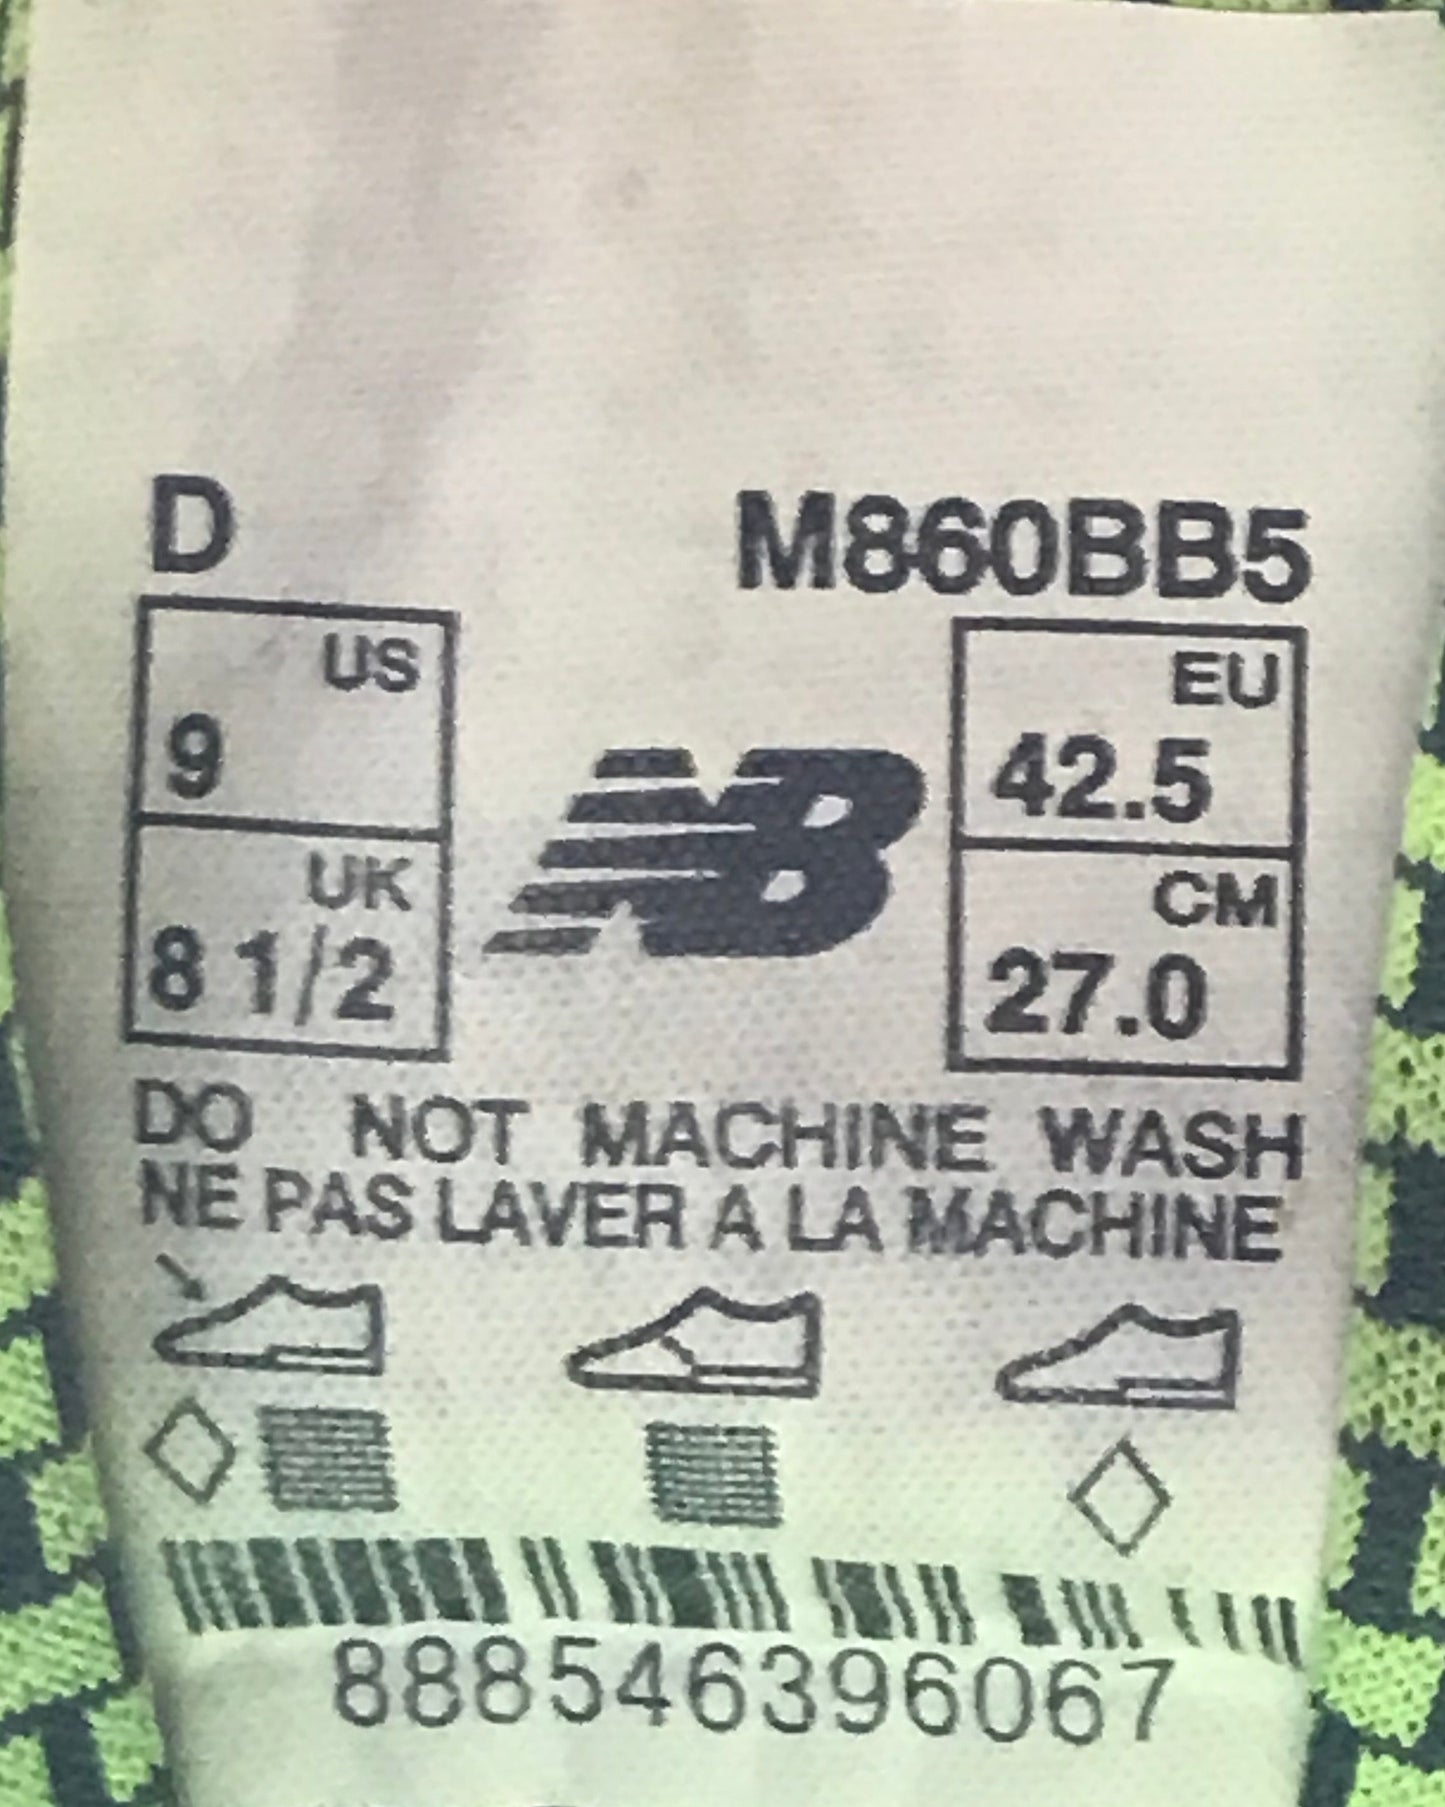 D M860BB5
US EU
9 42.5
UK CM
8 1/2 27.0
NB
DO NOT MACHINE WASH
NE PAS LAVER A LA MACHINE
888546396067